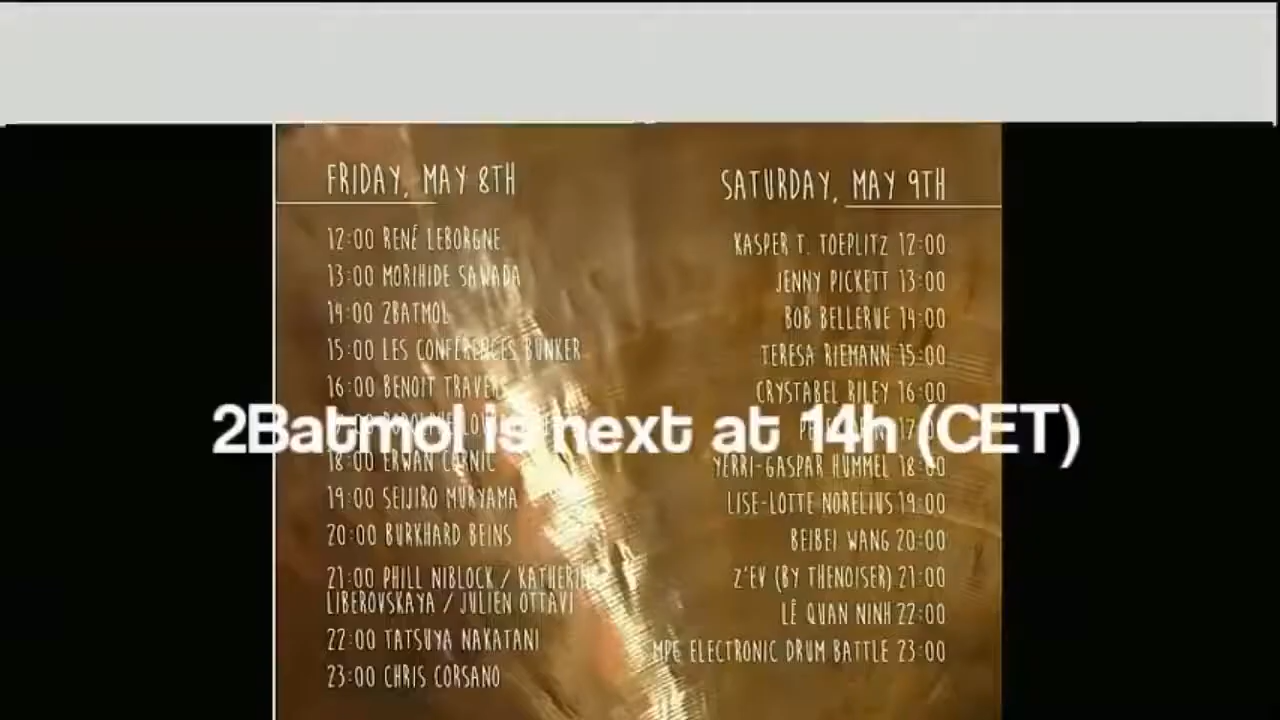 FRIDAY, MAY 8TH
12:00 RENÉ LEBORGNE
13:00 MORIHIDE SAWADA
14:00 2BATMOL
15:00 LES CONFÉRENCES BUNKER
16:00 BENOIT TRAVERS
18:00 ERWAN CORNIC
19:00 SEIJIRO MURYAMA
20:00 BURKHARD BEINS
21:00 PHILL NIBLOCK / KATHERINE
LIBEROVSKAYA / JULIEN OTTAVI
22:00 TATSUYA NAKATANI
23:00 CHRIS CORSANO
SATURDAY, MAY 9TH
KASPER T. TOEPLITZ 12:00
JENNY PICKETT 13:00
BOB BELLERUE 14:00
TERESA RIEMANN 15:00
CRYSTABEL RILEY 16:00
17:00
YERRI-GASPAR HUMMEL 18:00
LISE-LOTTE NORELIUS 19:00
BEIBEI WANG 20:00
Z'EV (BY THENOISER) 21:00
LÊ QUAN NINH 22:00
MPE ELECTRONIC DRUM BATTLE 23:00
2Batmol is next at 14h (CET)